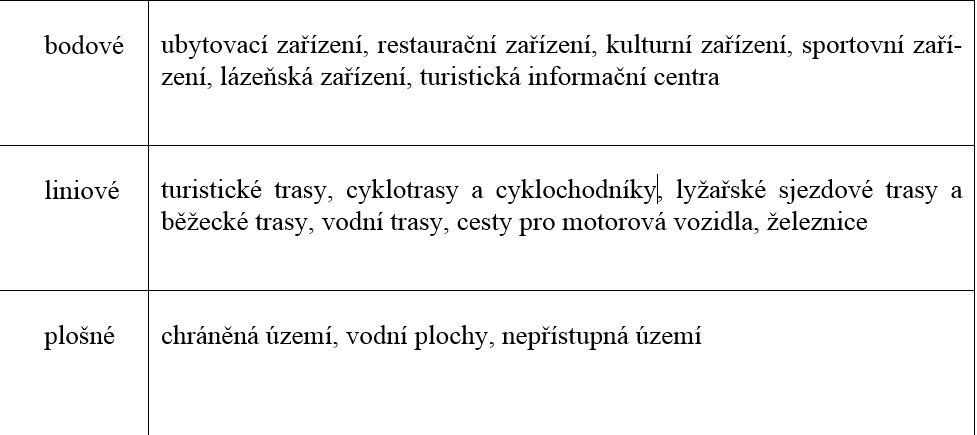 bodové ubytovací zařízení, restaurační zařízení, kulturní zařízení, sportovní zaří-
zení, lázeňská zařízení, turistická informační centra
liniové turistické trasy, cyklotrasy a cyklochodníky, lyžařské sjezdové trasy a
běžecké trasy, vodní trasy, cesty pro motorová vozidla, železnice
plošné chráněná území, vodní plochy, nepřístupná území